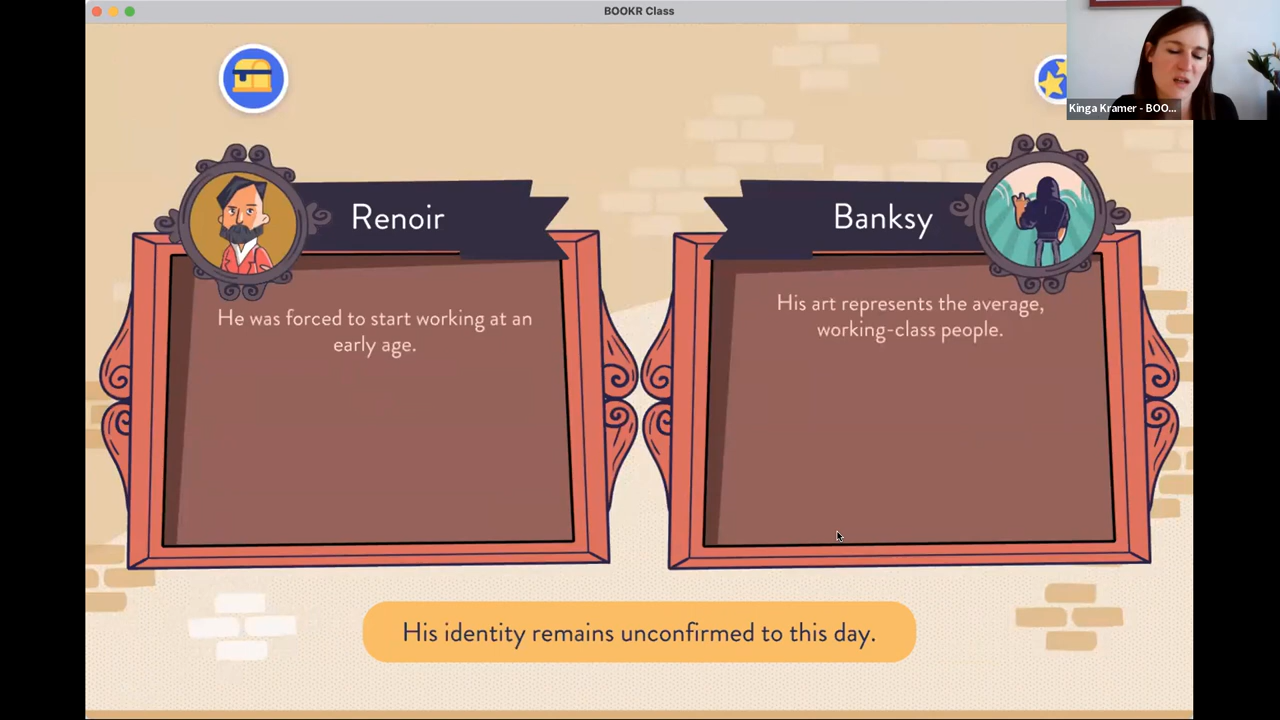 BOOKR Class
Kinga Kramer - BOO...
Renoir
Banksy
He was forced to start working at an
early age.
His art represents the average,
working-class people.
His identity remains unconfirmed to this day.